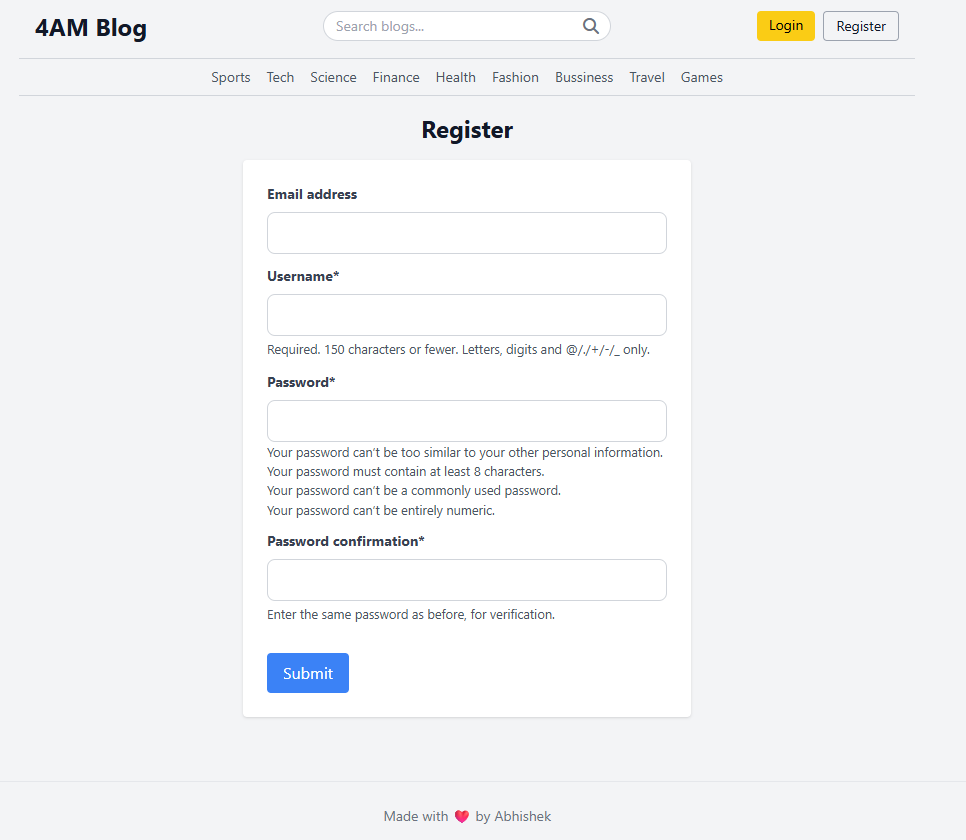 4AM Blog
Search blogs...
Login
Register
Sports Tech Science Finance Health Fashion Bussiness Travel Games
Register
Email address
Username*
Required. 150 characters or fewer. Letters, digits and @/./+/-/_ only.
Password*
Your password can't be too similar to your other personal information.
Your password must contain at least 8 characters.
Your password can't be a commonly used password.
Your password can't be entirely numeric.
Password confirmation*
Enter the same password as before, for verification.
Submit
Made with ❤️ by Abhishek